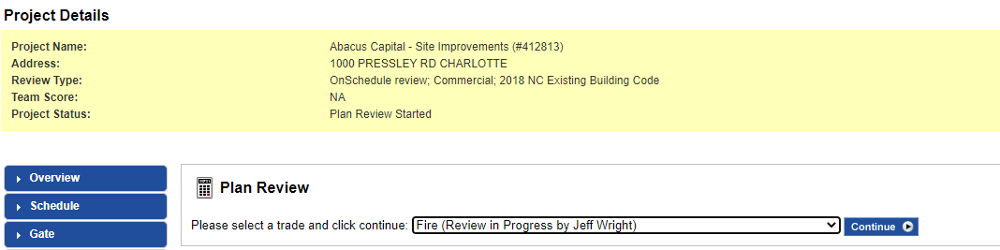 Project Details
Project Name: Abacus Capital - Site Improvements (#412813)
Address: 1000 PRESSLEY RD CHARLOTTE
Review Type: OnSchedule review; Commercial; 2018 NC Existing Building Code
Team Score: NA
Project Status: Plan Review Started
Overview
Schedule
Gate
Plan Review
Please select a trade and click continue: Fire (Review in Progress by Jeff Wright) Continue